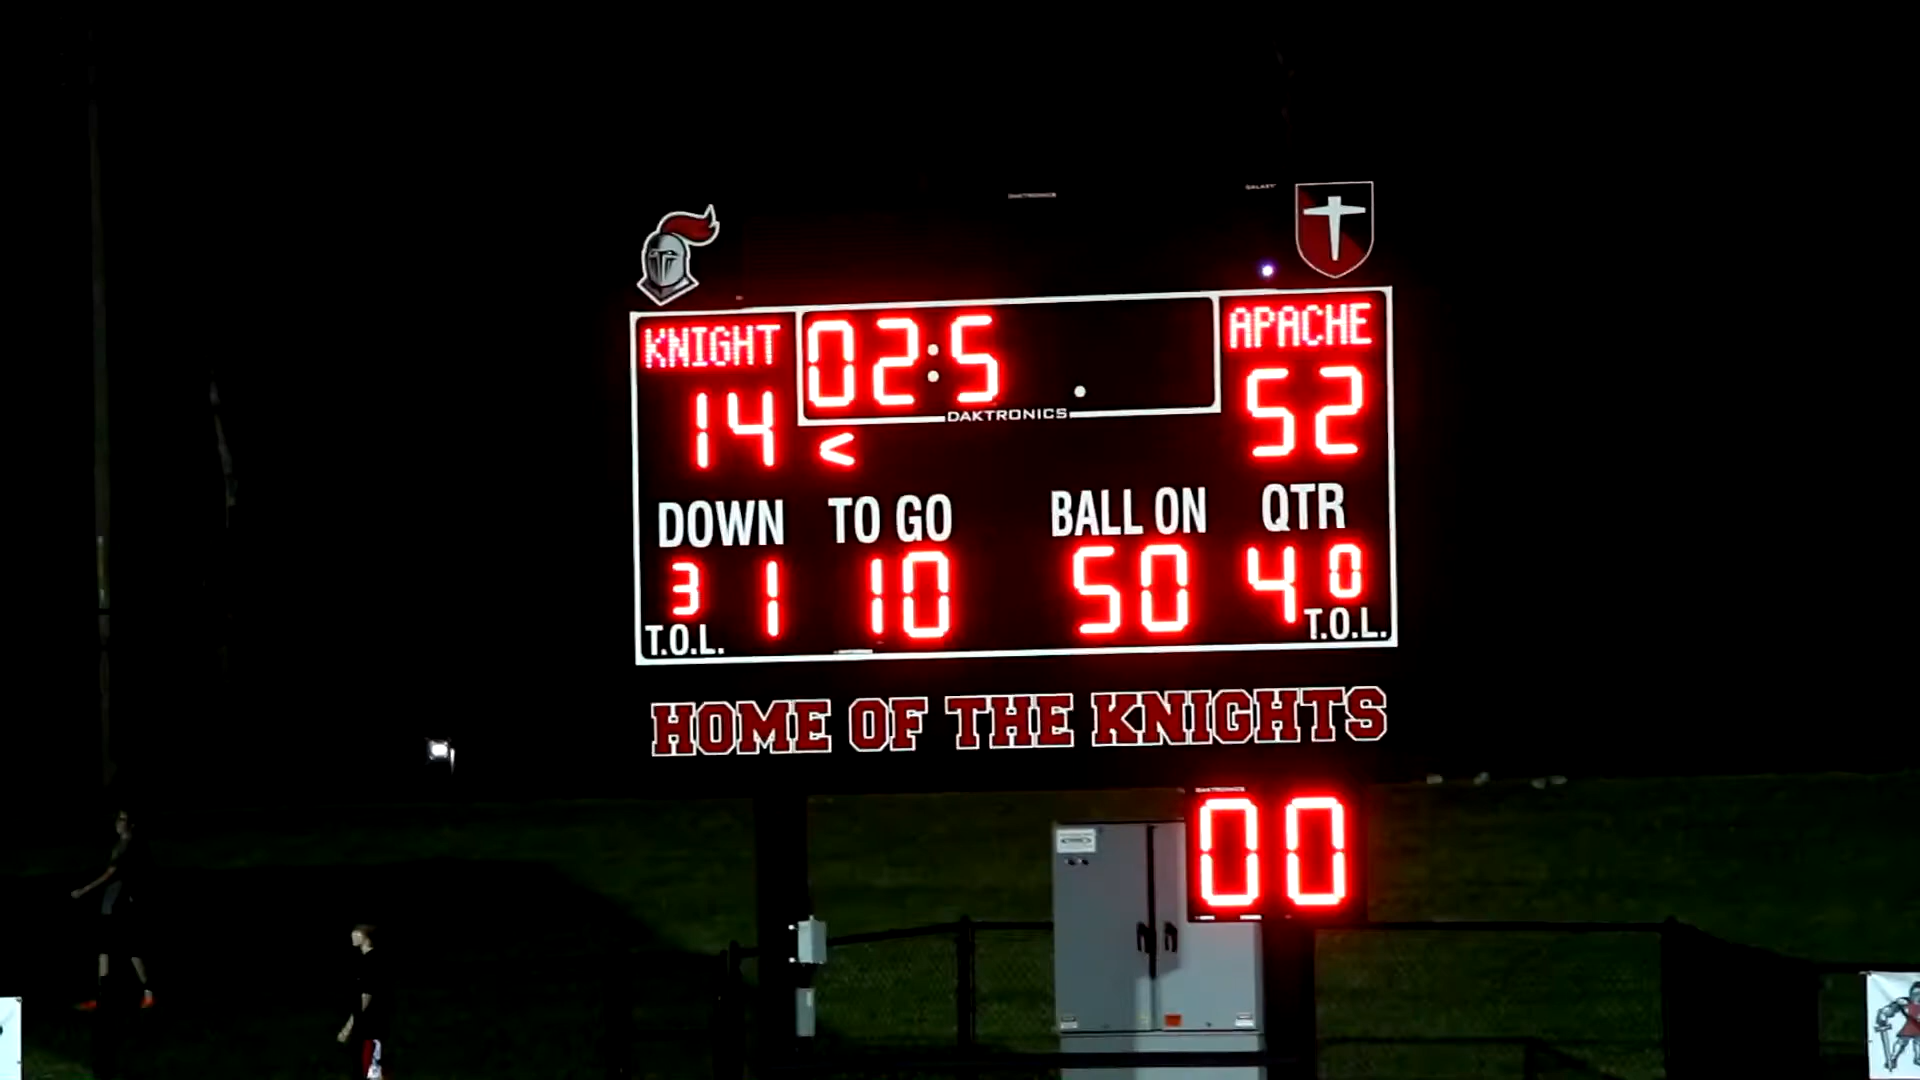 KNIGHT 02:5 . APACHE
14 52
DAKTRONICS
<
DOWN TO GO BALL ON QTR
3 1 10 50 4 0
T.O.L. T.O.L.
HOME OF THE KNIGHTS
00